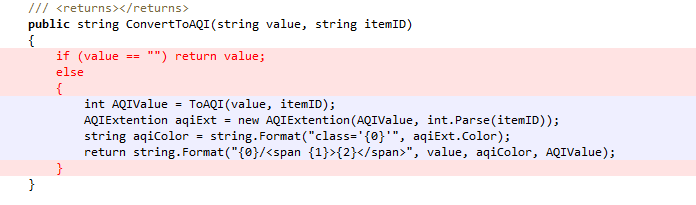 /// <returns></returns>
public string ConvertToAQI(string value, string itemID)
{
if (value == "") return value;
else
{
int AQIValue = ToAQI(value, itemID);
AQIExtention aqiExt = new AQIExtention(AQIValue, int.Parse(itemID));
string aqiColor = string.Format("class='{0}'", aqiExt.Color);
return string.Format("{0}/<span {1}>{2}</span>", value, aqiColor, AQIValue);
}
}